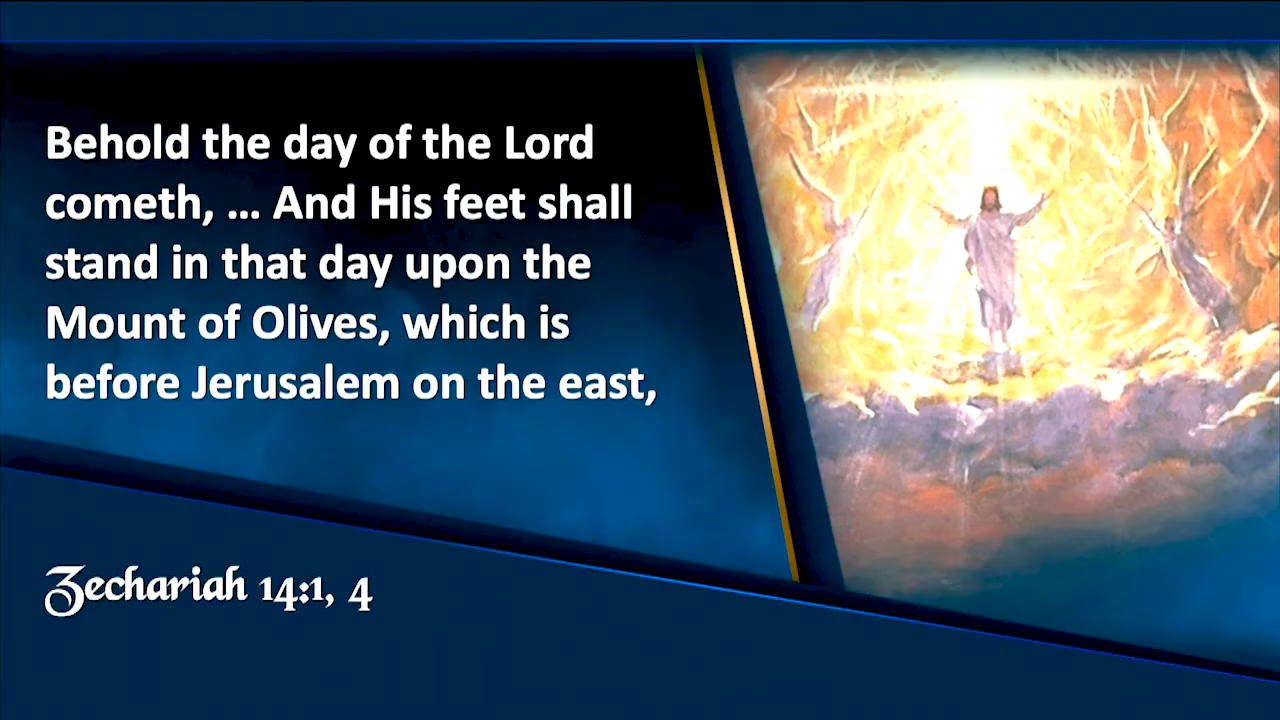 Behold the day of the Lord
cometh, ... And His feet shall
stand in that day upon the
Mount of Olives, which is
before Jerusalem on the east,
Zechariah 14:1, 4